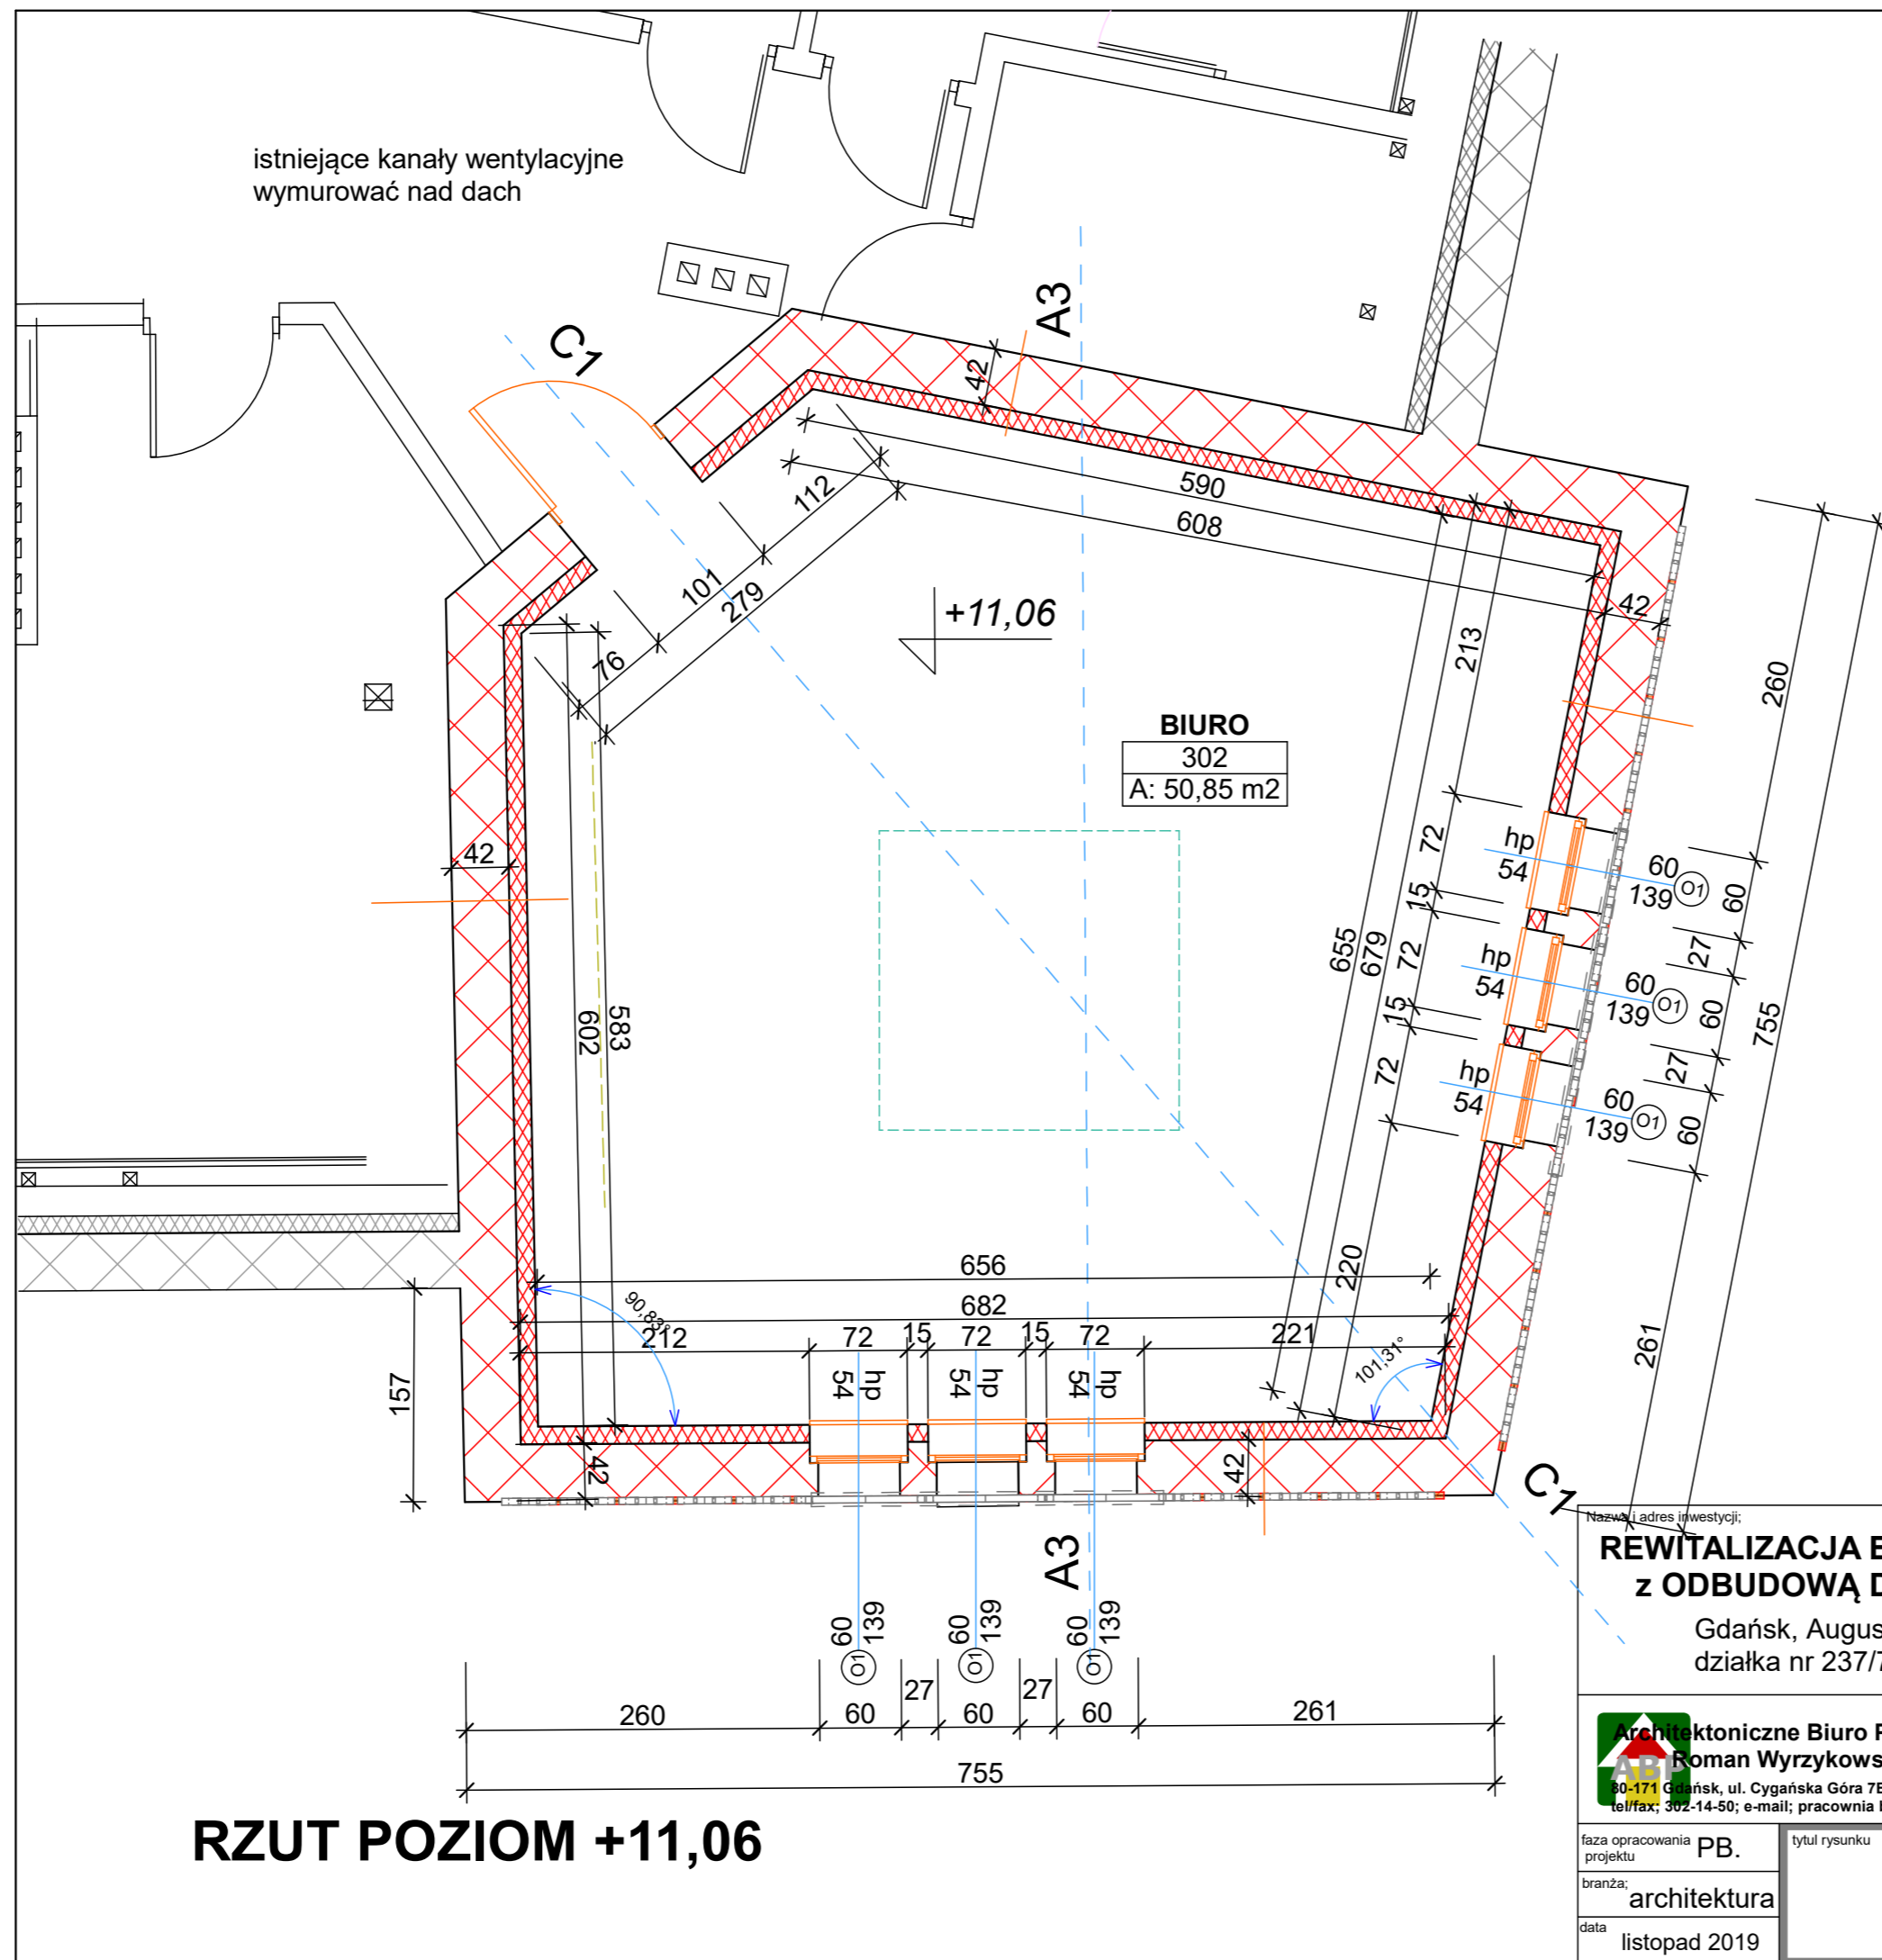 istniejące kanały wentylacyjne
wymurować nad dach
C1
A3
42
590
608
112
101
279
76
+11,06
42
213
260
BIURO
302
A: 50,85 m2
42
72
15
72
15
72
hp
54
hp
54
hp
54
60
139
O1
60
139
O1
60
139
O1
60
27
60
27
60
755
655
679
583
602
220
261
656
682
90,83°
212
72
15
72
15
72
221
101,31°
hp
54
hp
54
hp
54
157
42
42
C1
A3
60
139
O1
60
139
O1
60
139
O1
260
60
27
60
27
60
261
755
RZUT POZIOM +11,06
Nazwa i adres inwestycji;
REWITALIZACJA
z ODBUDOWĄ
Gdańsk, Augus
działka nr 237/7
ABP
Architektoniczne Biuro P
Roman Wyrzykows
80-171 Gdańsk, ul. Cygańska Góra 7B
tel/fax; 302-14-50; e-mail; pracownia
faza opracowania
projektu
PB.
tytul rysunku
branża;
architektura
data
listopad 2019